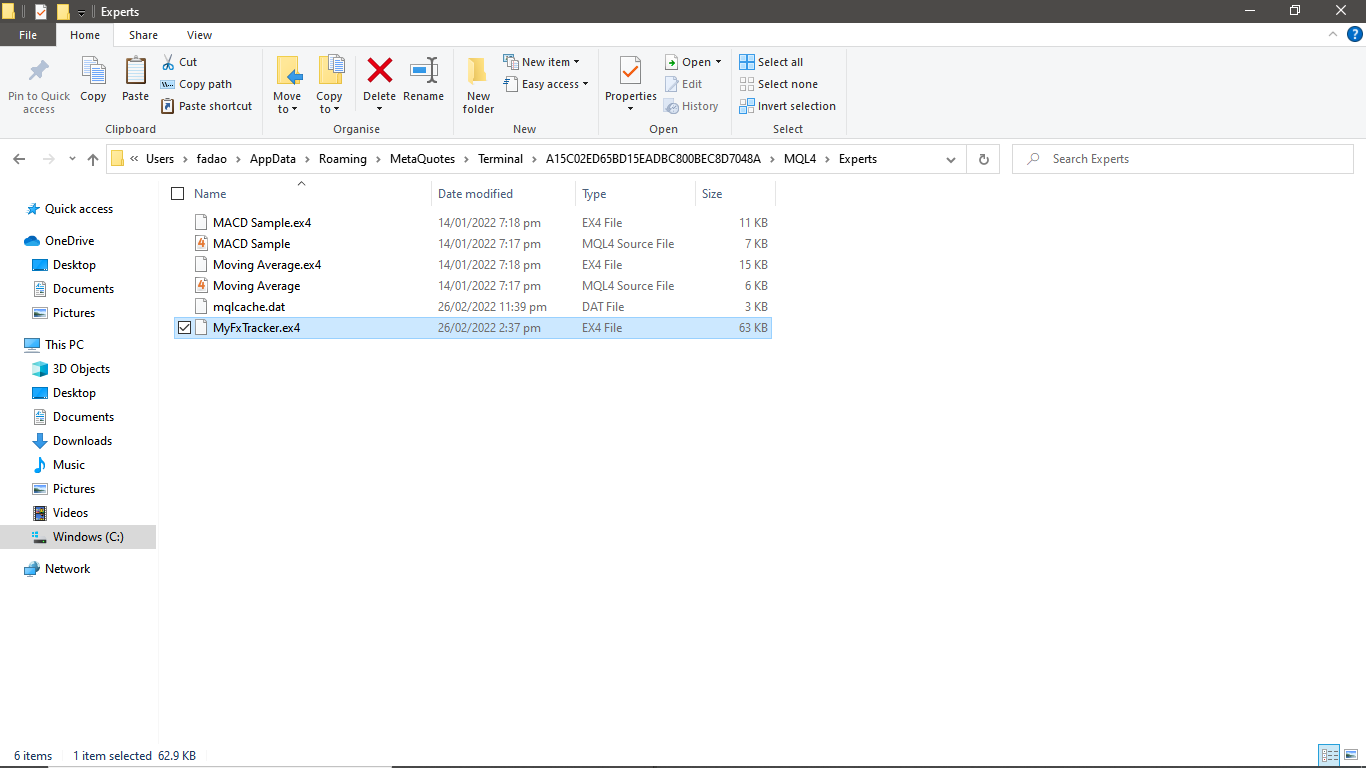 Experts
File Home Share View
Pin to Quick access
Copy
Paste
Cut
Copy path
Paste shortcut
Clipboard
Move to
Copy to
Delete
Rename
Organise
New folder
New item
Easy access
New
Properties
Open
Edit
History
Open
Select all
Select none
Invert selection
Select
« Users › fadao › AppData › Roaming › MetaQuotes › Terminal › A15C02ED65BD15EADBC800BEC8D7048A › MQL4 › Experts
Search Experts
Quick access
OneDrive
Desktop
Documents
Pictures
This PC
3D Objects
Desktop
Documents
Downloads
Music
Pictures
Videos
Windows (C:)
Network
Name Date modified Type Size
MACD Sample.ex4 14/01/2022 7:18 pm EX4 File 11 KB
MACD Sample 14/01/2022 7:17 pm MQL4 Source File 7 KB
Moving Average.ex4 14/01/2022 7:18 pm EX4 File 15 KB
Moving Average 14/01/2022 7:17 pm MQL4 Source File 6 KB
mqlcache.dat 26/02/2022 11:39 pm DAT File 3 KB
MyFxTracker.ex4 26/02/2022 2:37 pm EX4 File 63 KB
6 items 1 item selected 62.9 KB